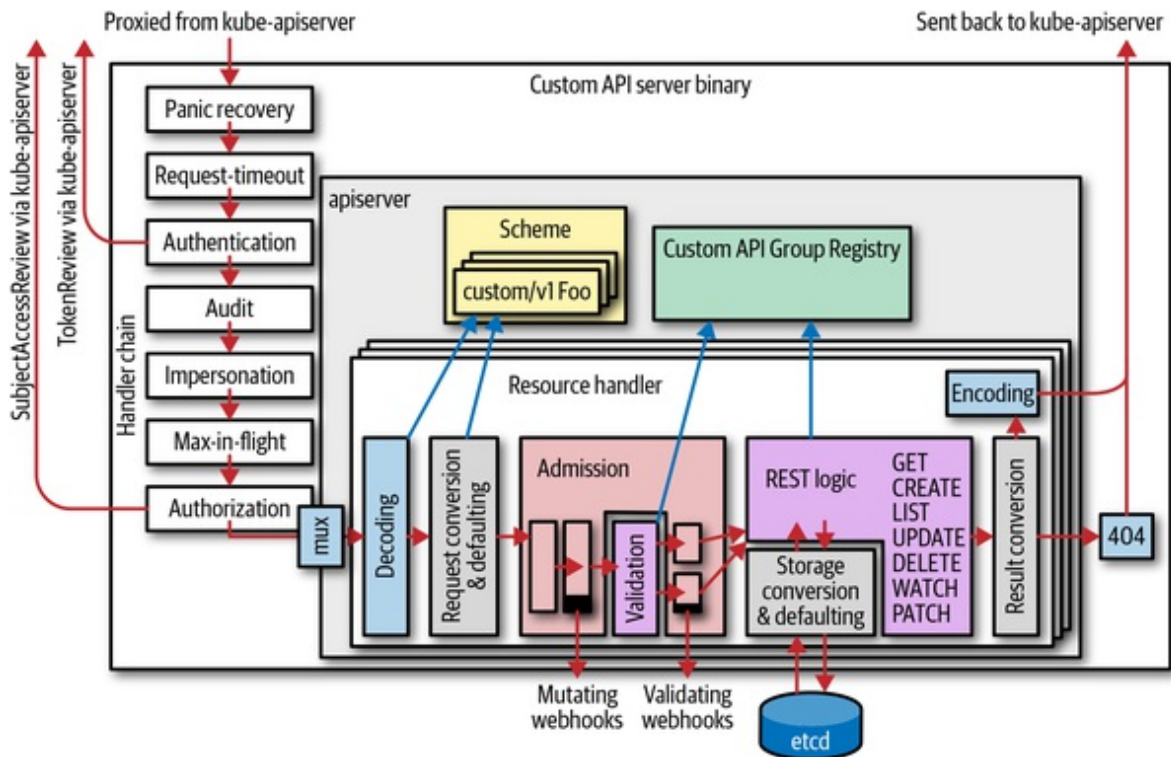 Proxied from kube-apiserver
Sent back to kube-apiserver
SubjectAccessReview via kube-apiserver
TokenReview via kube-apiserver
Custom API server binary
Handler chain
Panic recovery
Request-timeout
Authentication
Audit
Impersonation
Max-in-flight
Authorization
mux
apiserver
Scheme
custom/v1 Foo
Custom API Group Registry
Resource handler
Decoding
Request conversion
& defaulting
Admission
Validation
REST logic
GET
CREATE
LIST
UPDATE
DELETE
WATCH
PATCH
Storage
conversion
& defaulting
Result conversion
Encoding
404
Mutating
webhooks
Validating
webhooks
etcd